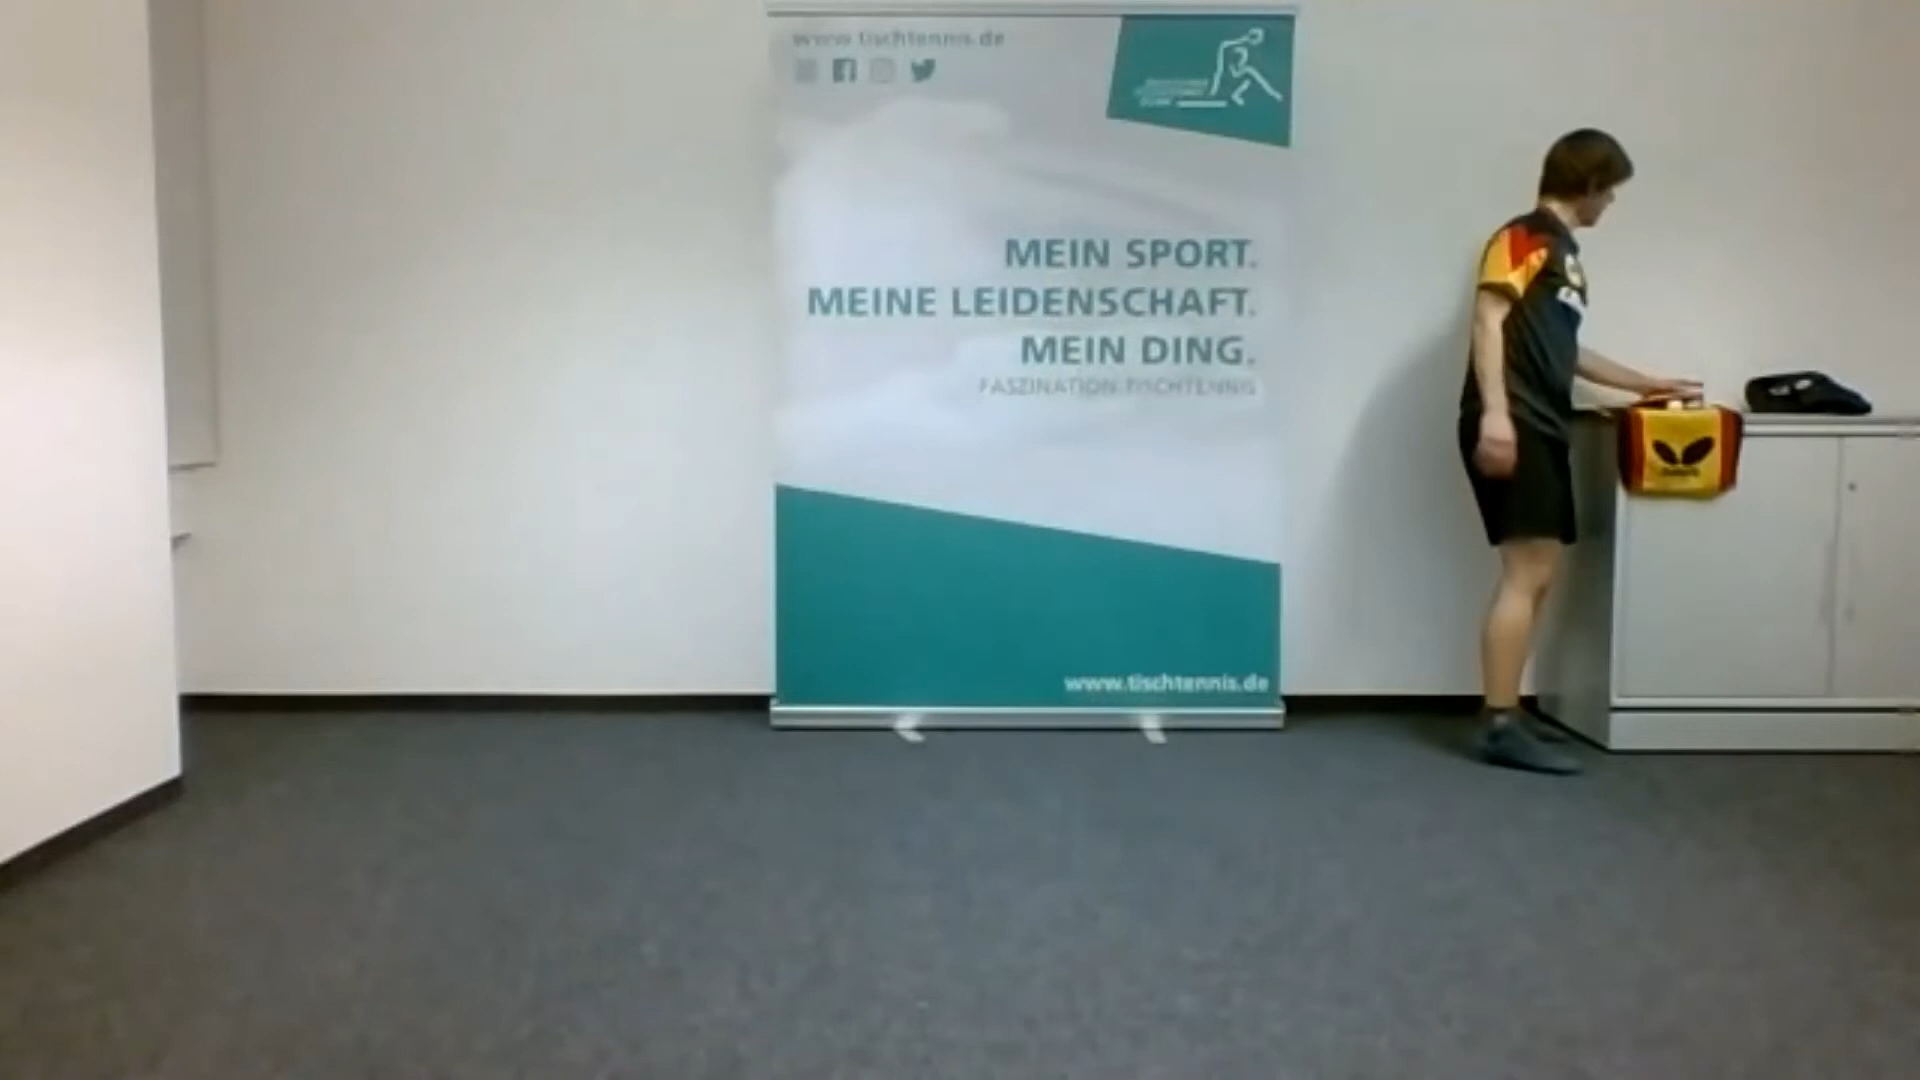 www.tischtennis.de
MEIN SPORT.
MEINE LEIDENSCHAFT.
MEIN DING.
FASZINATION TISCHTENNIS
www.tischtennis.de